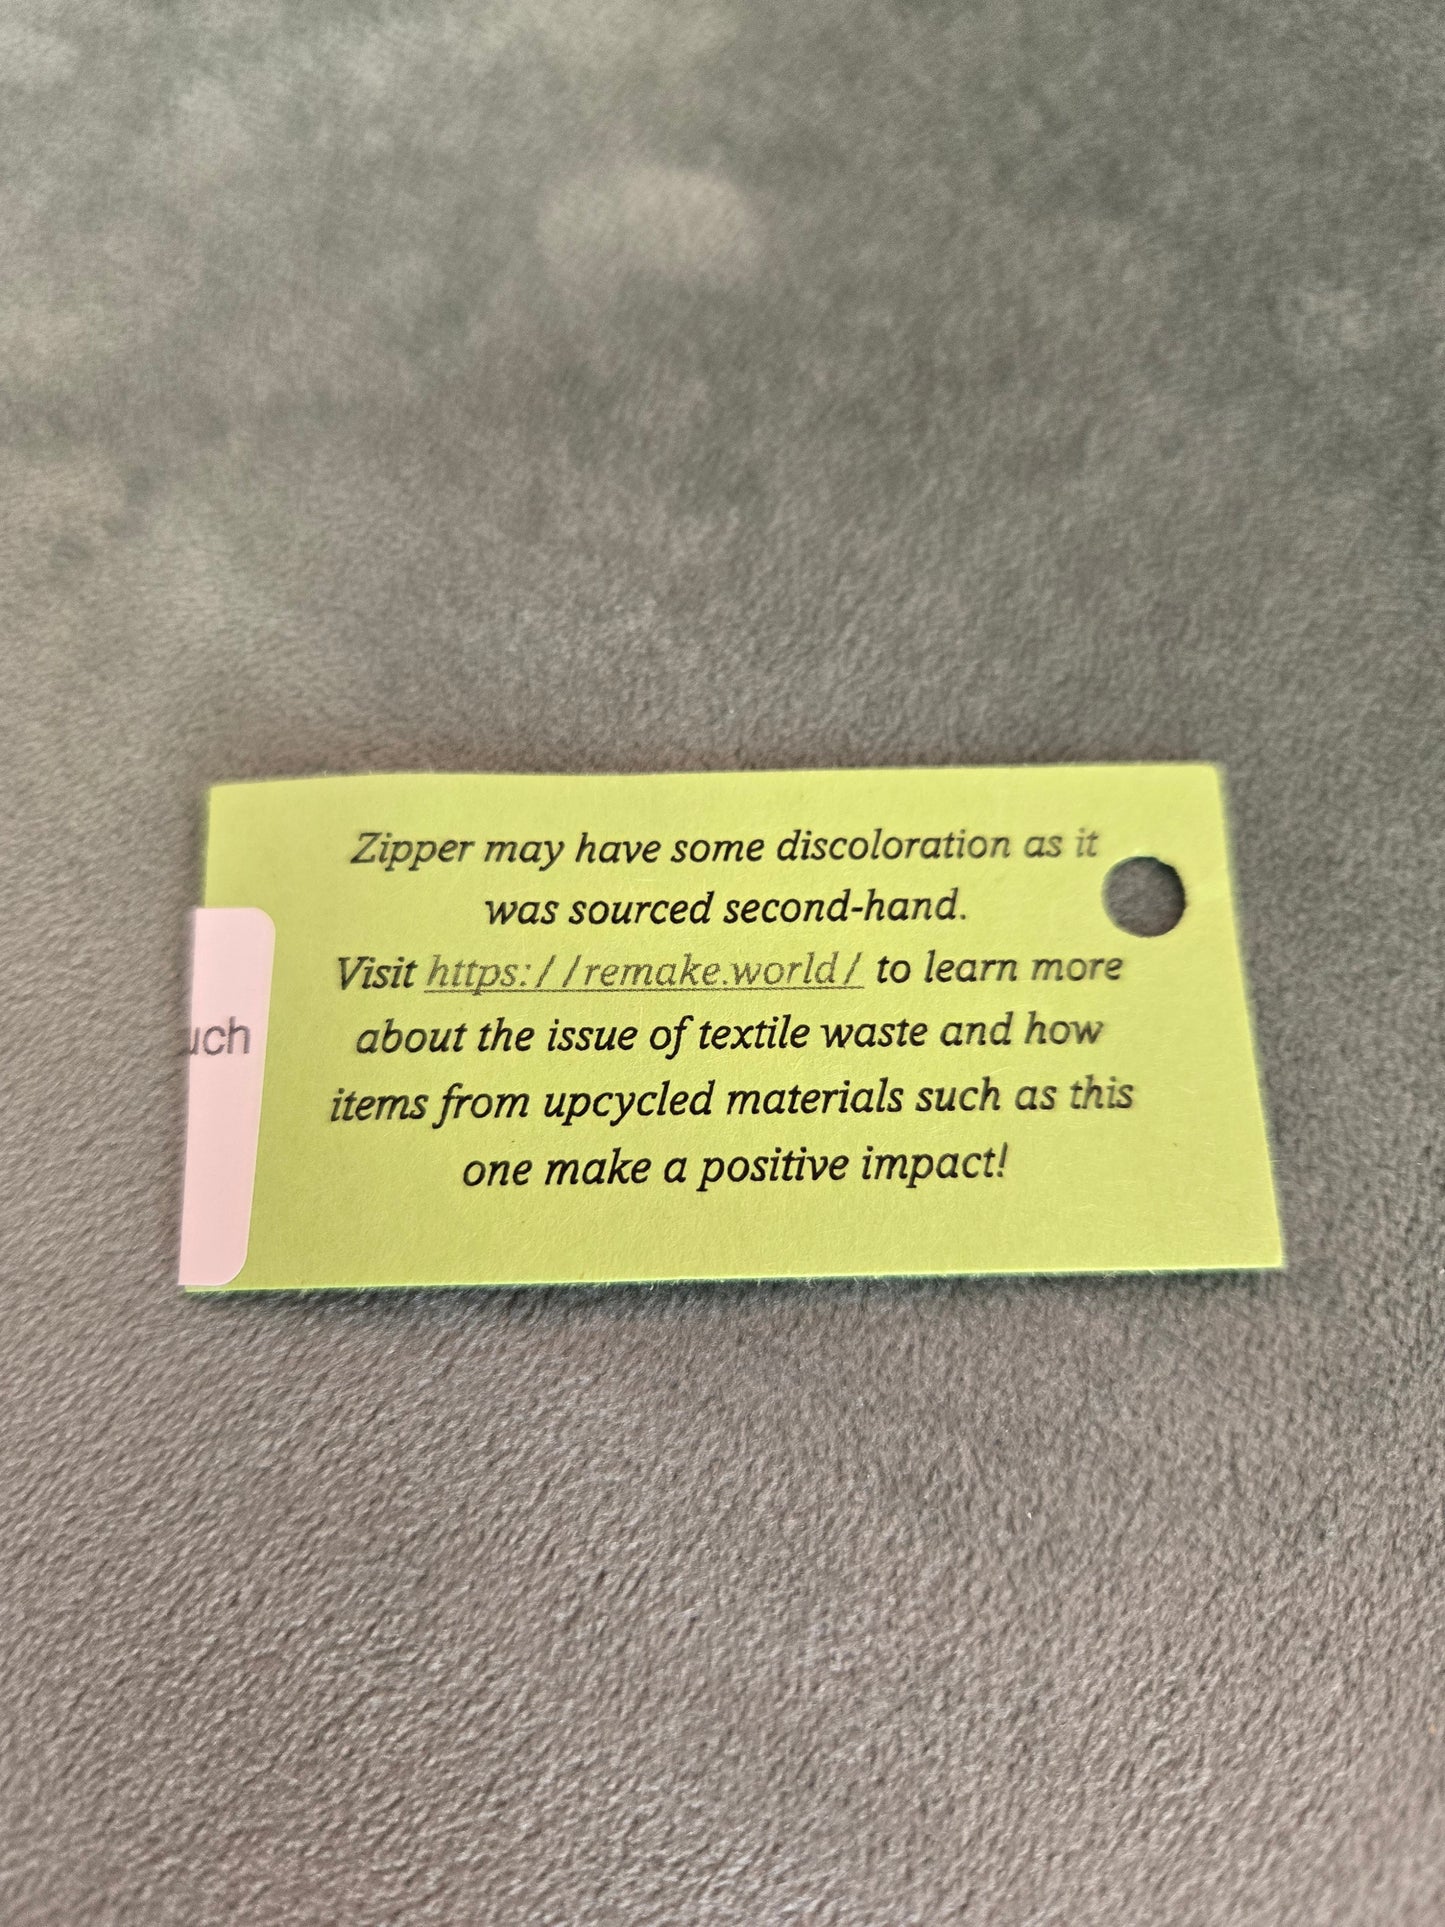 Zipper may have some discoloration as it
was sourced second-hand.
Visit https://remake.world/ to learn more
about the issue of textile waste and how
items from upcycled materials such as this
one make a positive impact!
uch